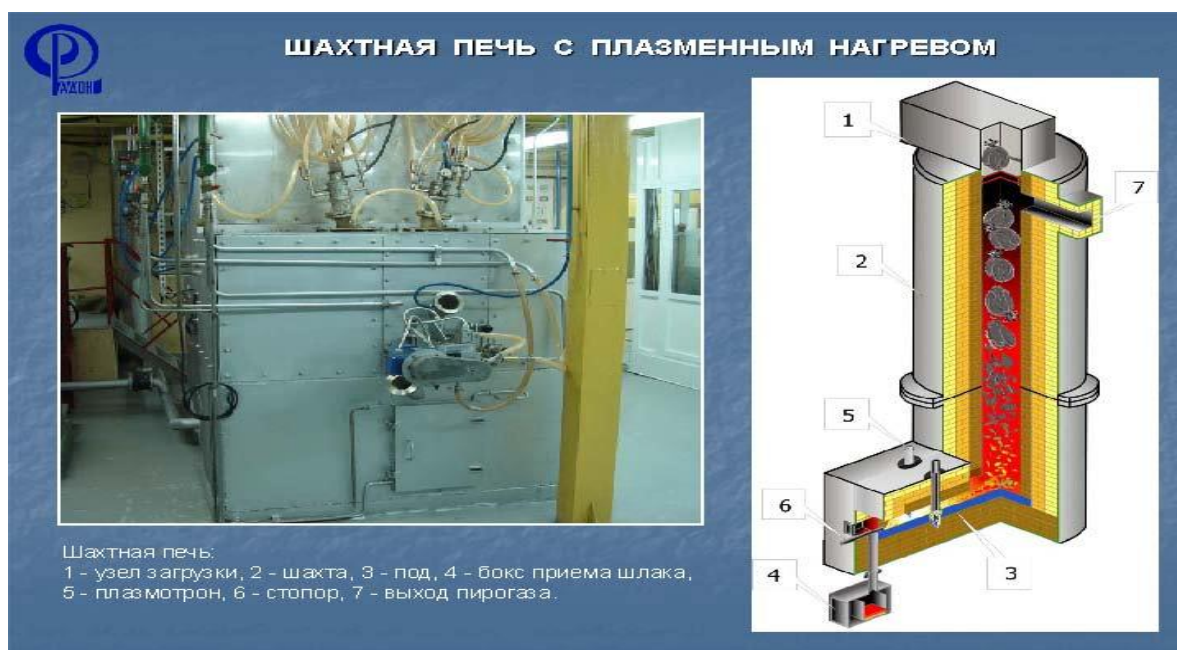 РАДОН
ШАХТНАЯ ПЕЧЬ С ПЛАЗМЕННЫМ НАГРЕВОМ
1
7
2
5
6
4
3
Шахтная печь:
1 - узел загрузки, 2 - шахта, 3 - под, 4 - бокс приема шлака,
5 - плазмотрон, 6 - стопор, 7 - выход пирогаза.